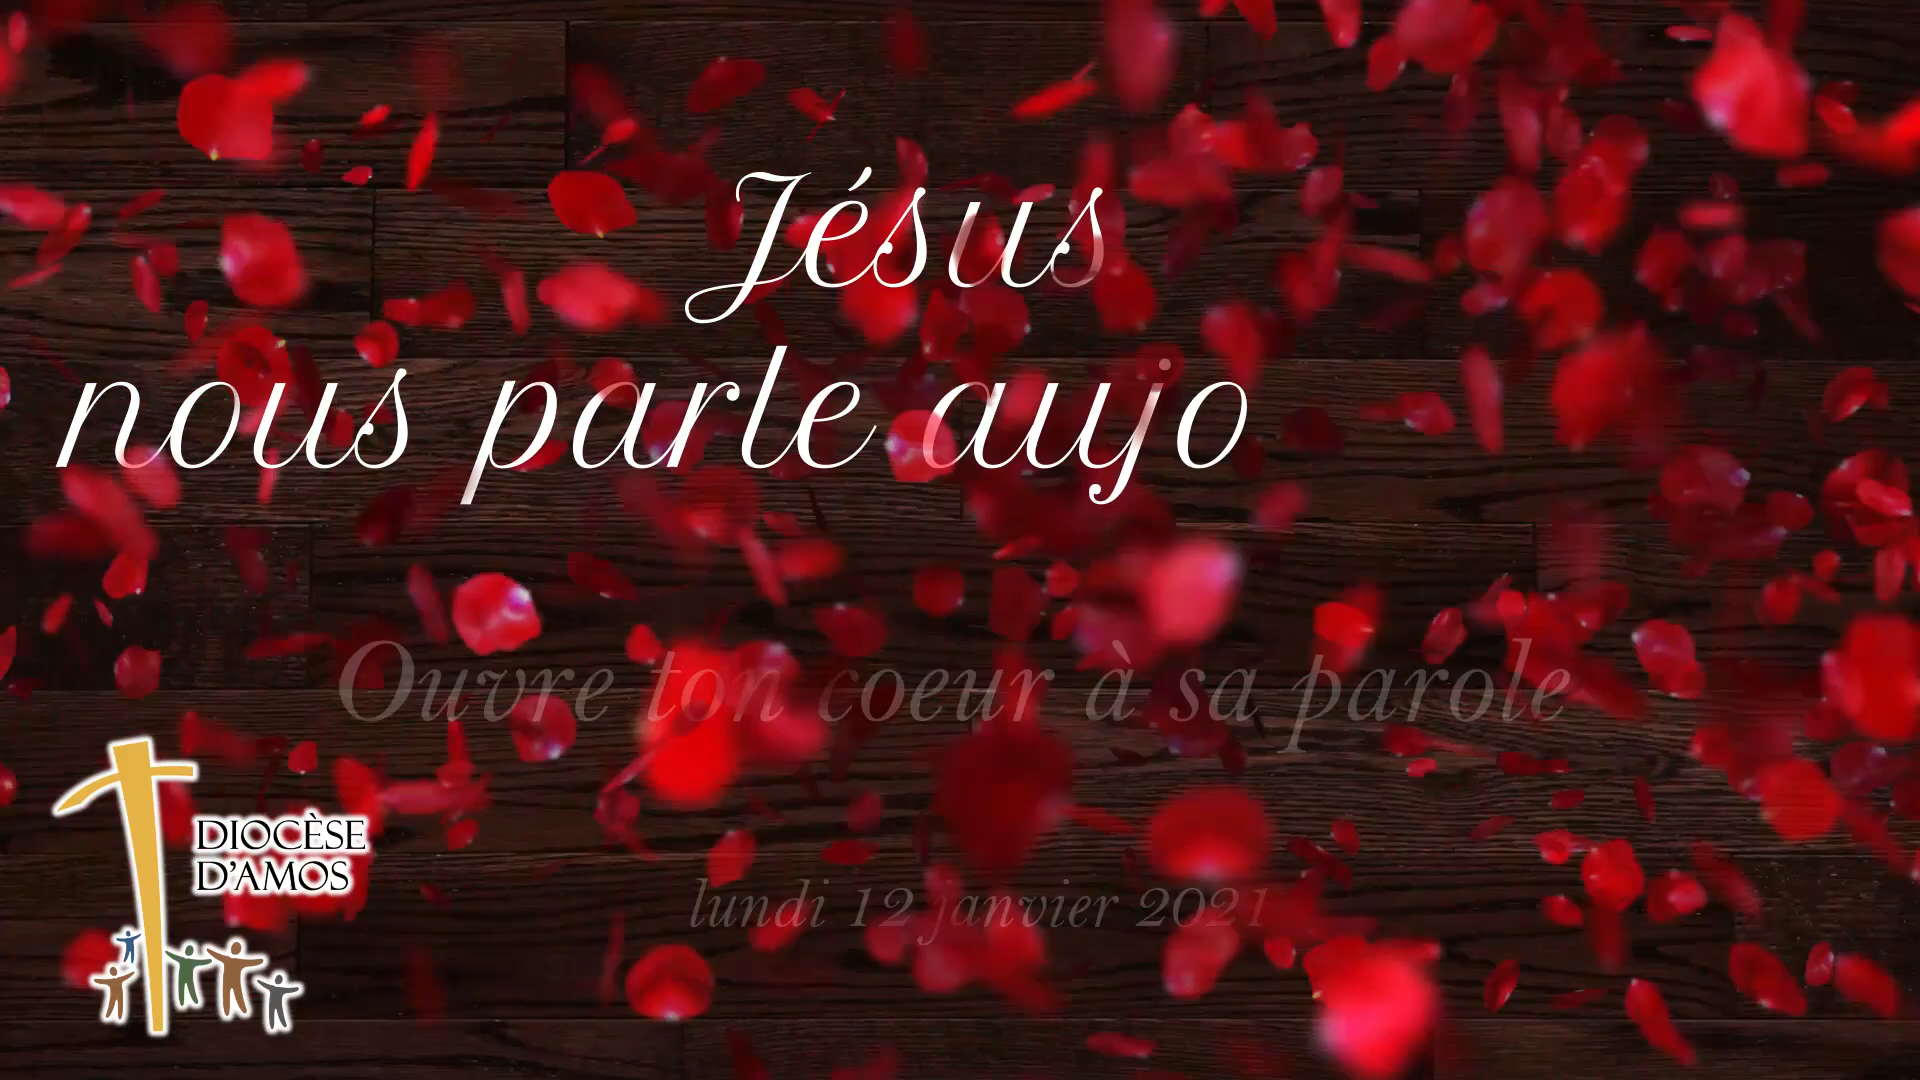 Jésus
nous parle aujo
Ouvre ton coeur à sa parole
DIOCÈSE
D'AMOS
lundi 12 janvier 2021